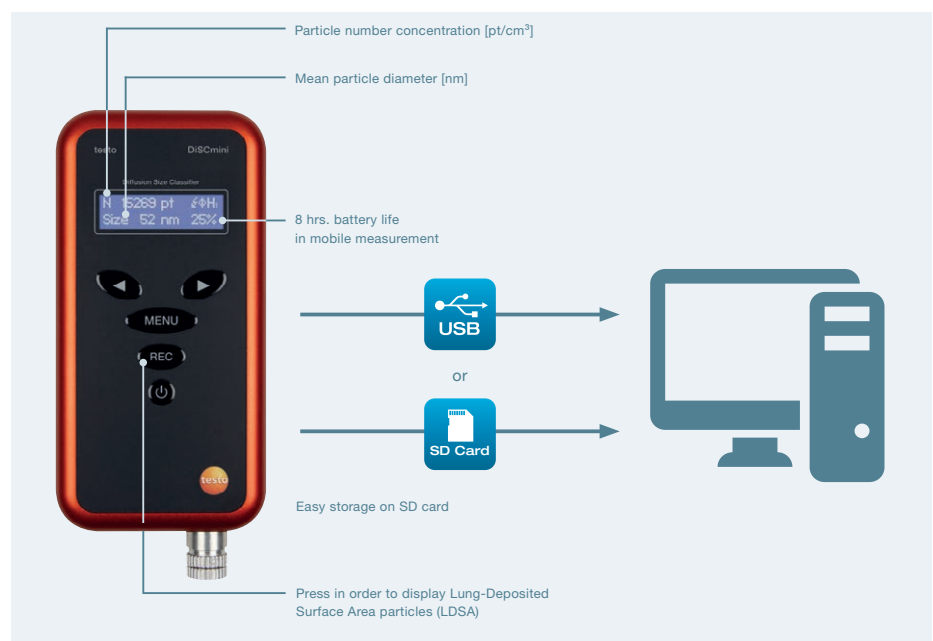 Particle number concentration [pt/cm³]
Mean particle diameter [nm]
testo DiSCmini
Diffusion Size Classifier
N 15269 pt
Size 52 nm 25%
8 hrs. battery life
in mobile measurement
MENU
REC
USB
or
SD Card
testo
Easy storage on SD card
Press in order to display Lung-Deposited
Surface Area particles (LDSA)